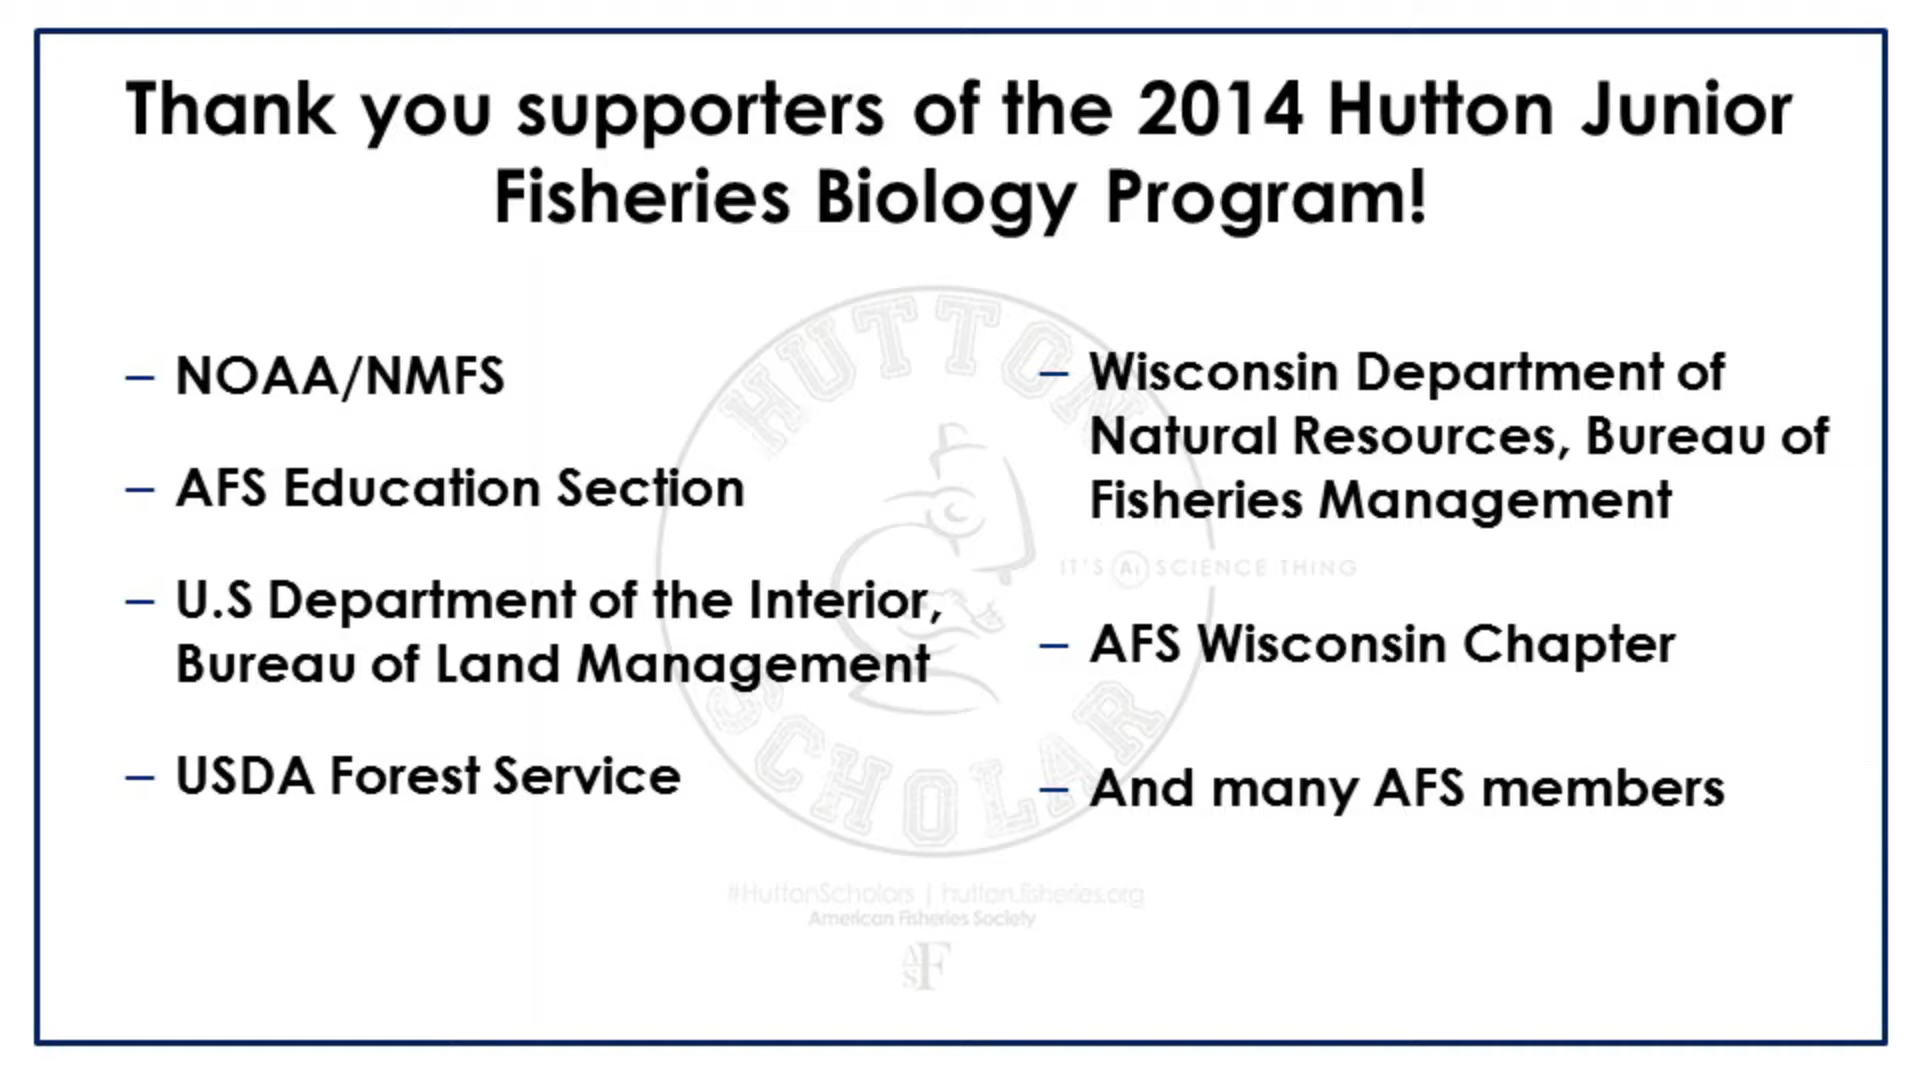 Thank you supporters of the 2014 Hutton Junior
Fisheries Biology Program!
– NOAA/NMFS
– AFS Education Section
– U.S Department of the Interior,
Bureau of Land Management
– USDA Forest Service
– Wisconsin Department of
Natural Resources, Bureau of
Fisheries Management
– AFS Wisconsin Chapter
– And many AFS members
HUTTON
IT'S A SCIENCE THING
SCHOLAR
#HuttonScholars | hutton.fisheries.org
American Fisheries Society
AFS